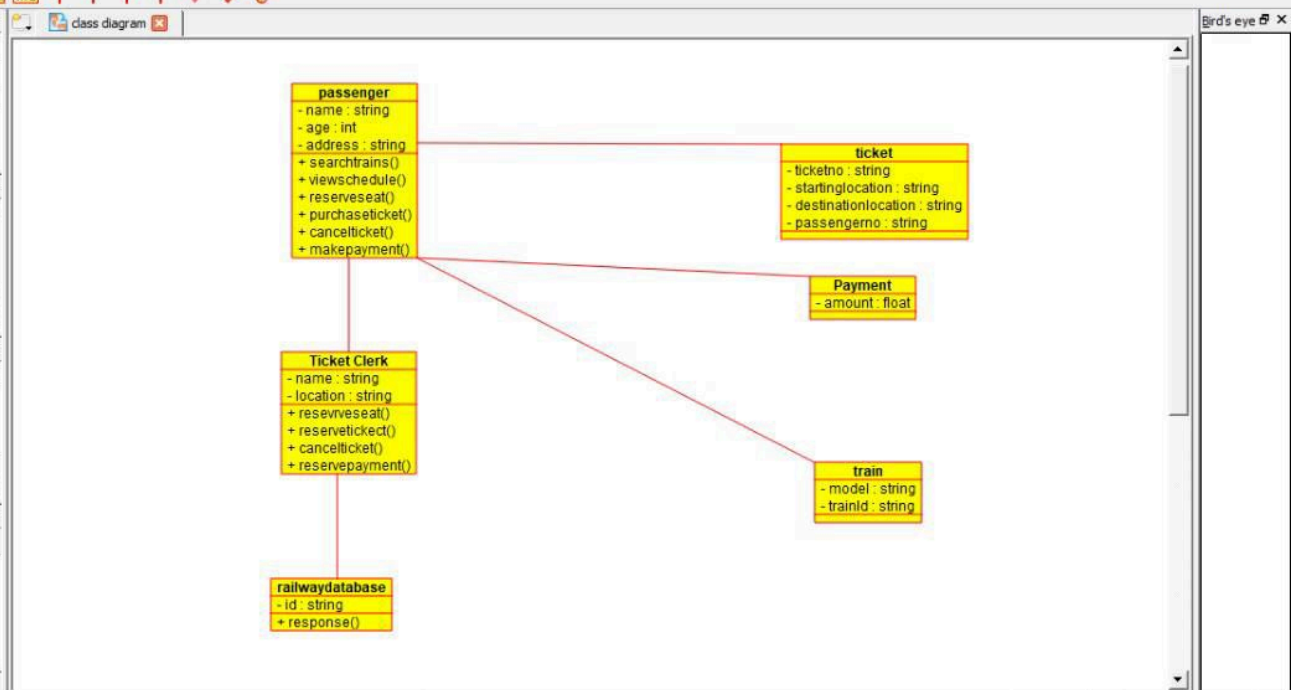 class diagram
Bird's eye
passenger
- name : string
- age : int
- address : string
+ searchtrains()
+ viewschedule()
+ reserveseat()
+ purchaseticket()
+ cancelticket()
+ makepayment()
ticket
- ticketno : string
- startinglocation : string
- destinationlocation : string
- passengerno : string
Payment
- amount : float
Ticket Clerk
- name : string
- location : string
+ resevrveseat()
+ reservetickect()
+ cancelticket()
+ reservepayment()
train
- model : string
- trainId : string
railwaydatabase
- id : string
+ response()